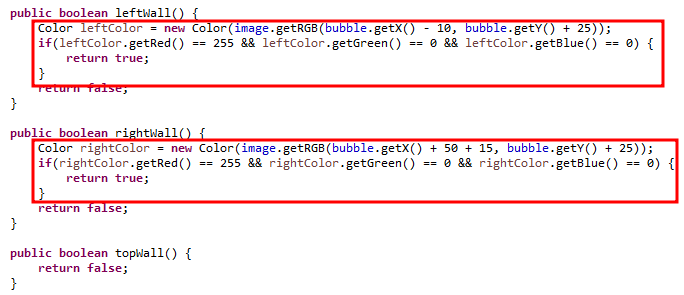 public boolean leftWall() {
Color leftColor = new Color(image.getRGB(bubble.getX() - 10, bubble.getY() + 25));
if(leftColor.getRed() == 255 && leftColor.getGreen() == 0 && leftColor.getBlue() == 0) {
return true;
}
return false;
}
public boolean rightWall() {
Color rightColor = new Color(image.getRGB(bubble.getX() + 50 + 15, bubble.getY() + 25));
if(rightColor.getRed() == 255 && rightColor.getGreen() == 0 && rightColor.getBlue() == 0) {
return true;
}
return false;
}
public boolean topWall() {
return false;
}